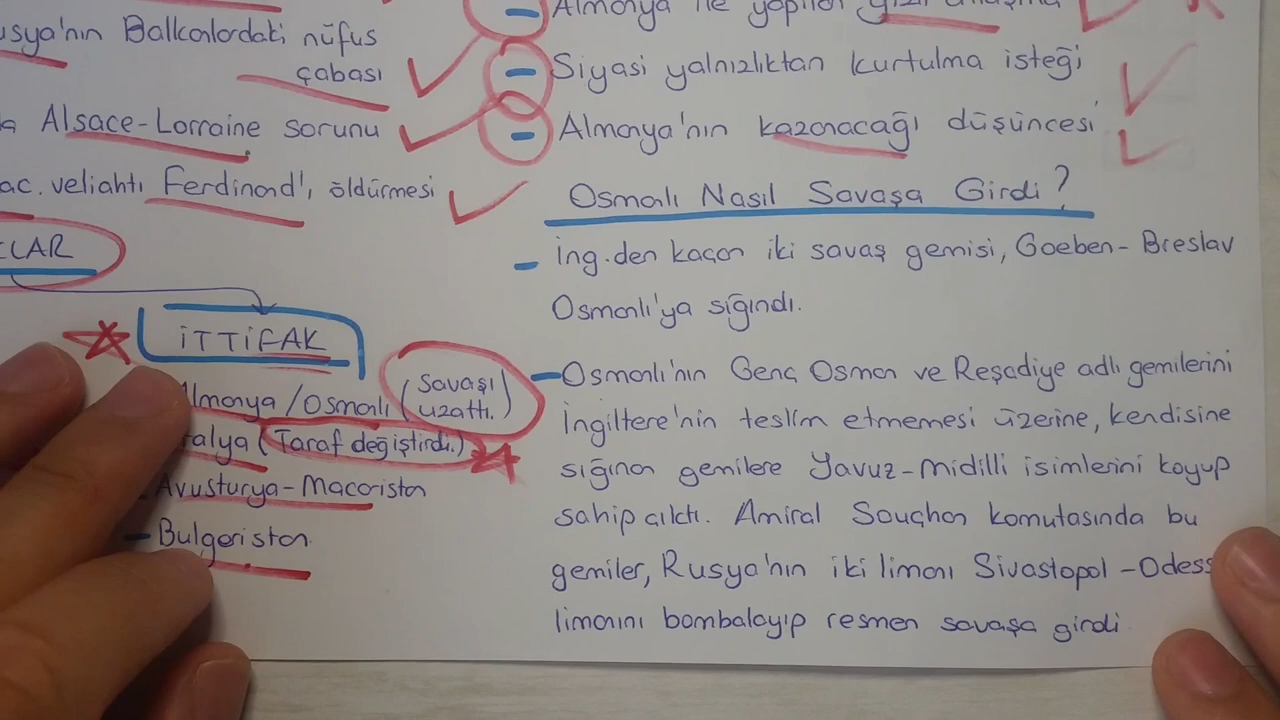 usya'nın Balkanlardaki nüfus
çabası
Alsace-Lorraine sorunu
ac. veliahtı Ferdinand'ı öldürmesi
CLAR
İTTİFAK
Almanya / Osmanlı (Savaşı
uzattı.)
talya (Taraf değiştirdi.)
- Avusturya-Macaristan
- Bulgaristan.
- Almanya ile yapılan gizli anlaşma
- Siyasi yalnızlıktan kurtulma isteği
- Almanya'nın kazanacağı düşüncesi
Osmanlı Nasıl Savaşa Girdi?
- İng.den kaçan iki savaş gemisi, Goeben-Breslav
Osmanlı'ya sığındı.
- Osmanlı'nın Genç Osman ve Reşadiye adlı gemilerini
İngiltere'nin teslim etmemesi üzerine, kendisine
sığınan gemilere Yavuz-Midilli isimlerini koyup
sahip çıktı. Amiral Souchon komutasında bu
gemiler, Rusya'nın iki limanı Sivastopol-Odess
limanını bombalayıp resmen savaşa girdi.